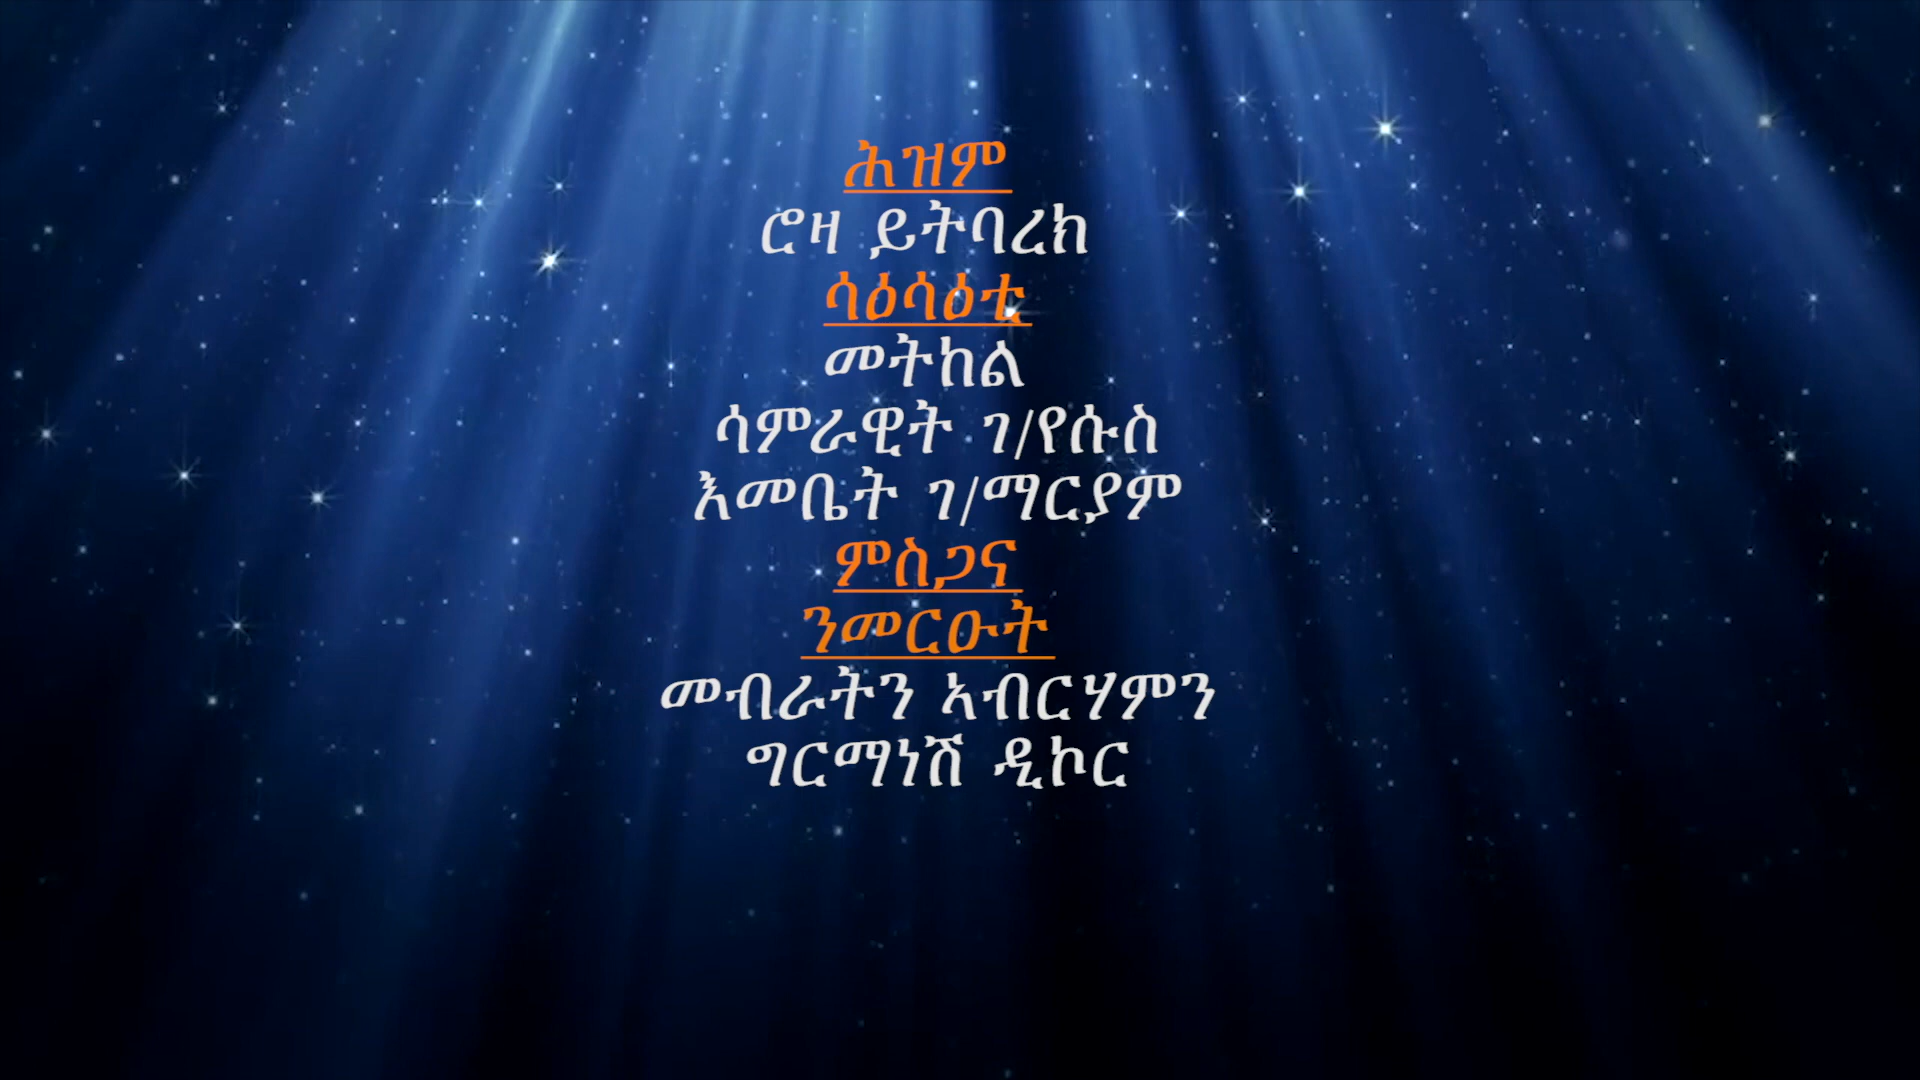 ሕዝም
ሮዛ ይትባረክ
ሳዕሳዕቲ
መትከል
ሳምራዊት ገ/የሱስ
እመቤት ገ/ማርያም
ምስጋና
ንመርዑት
መብራትን ኣብርሃምን
ግርማነሽ ዲኮር